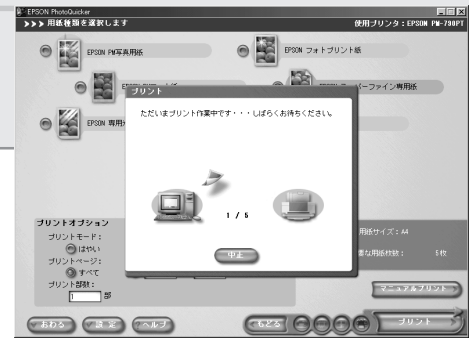 EPSON PhotoQuicker
>>> 用紙種類を選択します
使用プリンタ：EPSON PM-790PT
EPSON PM写真用紙
EPSON フォトプリント紙
ーファイン専用紙
EPSON 専用
プリント
ただいまプリント作業中です・・・しばらくお待ちください。
1 / 5
中止
プリントオプション
プリントモード：
はやい
プリントページ：
すべて
プリント部数：
1 部
用紙サイズ：A4
要な用紙枚数： 5枚
マニュアルプリント
おわる
設 定
ヘルプ
もどる
プリント